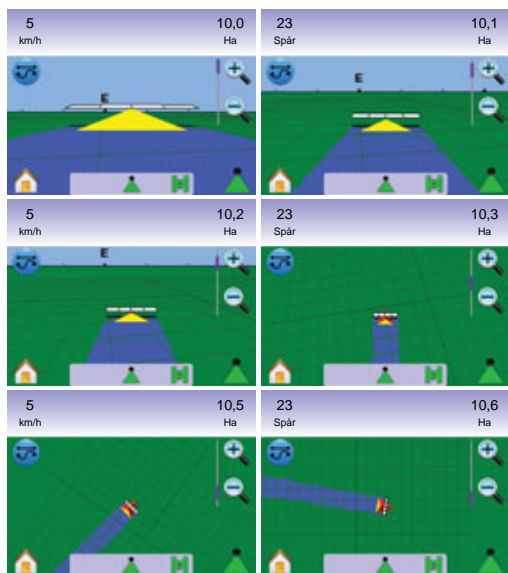 5 10,0
km/h Ha
E
23 10,1
Spår Ha
E
5 10,2
km/h Ha
E
23 10,3
Spår Ha
5 10,5
km/h Ha
23 10,6
Spår Ha